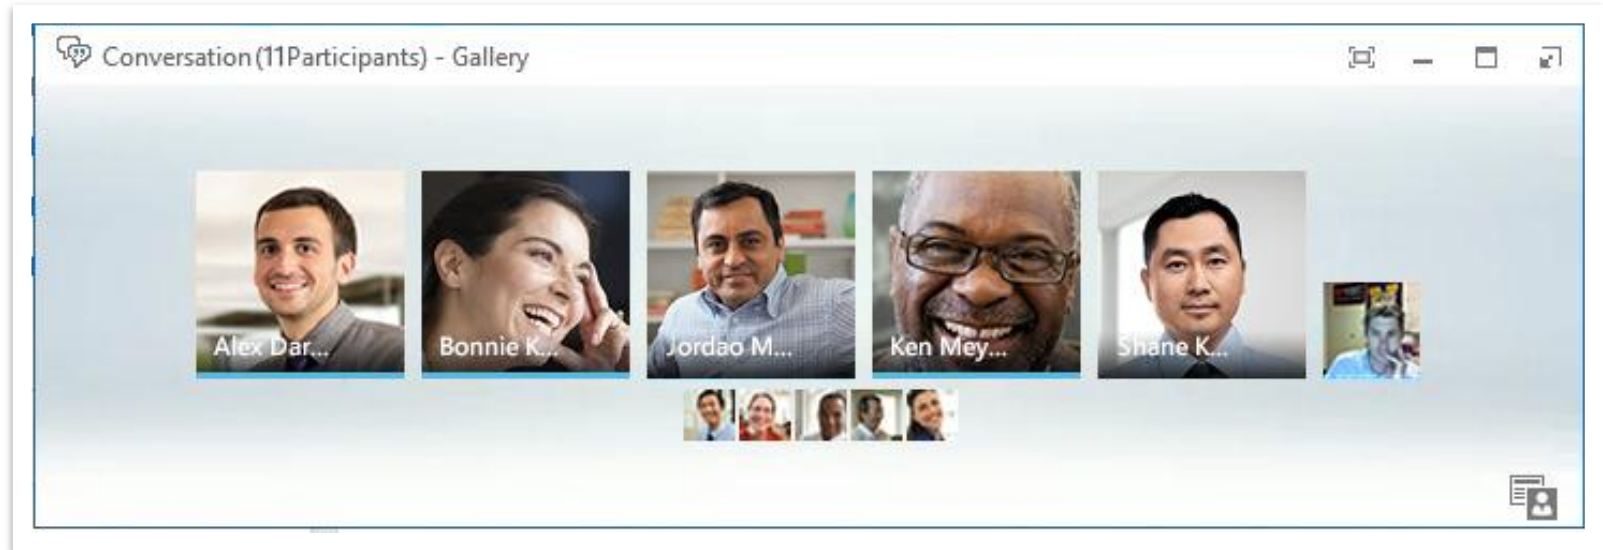 Conversation (11Participants) - Gallery
Alex Dar...
Bonnie K...
Jordao M...
Ken Mey...
Shane K...